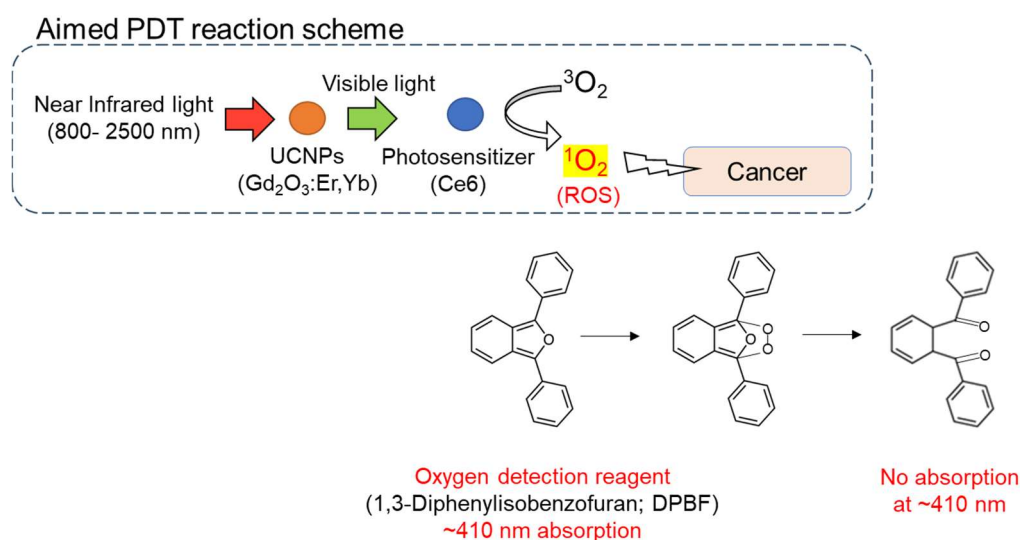 Aimed PDT reaction scheme
Near Infrared light
(800- 2500 nm)
Visible light
UCNPs
(Gd₂O₃:Er,Yb)
Photosensitizer
(Ce6)
³O₂
¹O₂
(ROS)
Cancer
O
O
O
O
O
O
Oxygen detection reagent
(1,3-Diphenylisobenzofuran; DPBF)
~410 nm absorption
No absorption
at ~410 nm